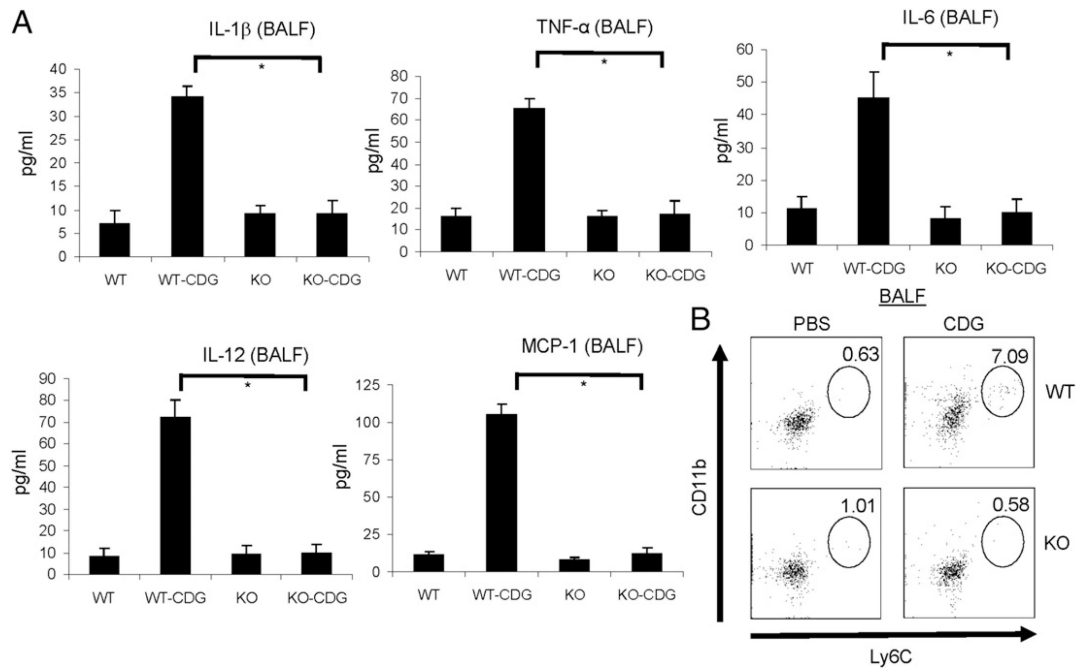 A
IL-1β (BALF)
*
pg/ml
40
35
30
25
20
15
10
5
0
WT
WT-CDG
KO
KO-CDG
TNF-α (BALF)
*
pg/ml
80
70
60
50
40
30
20
10
0
WT
WT-CDG
KO
KO-CDG
IL-6 (BALF)
*
pg/ml
60
50
40
30
20
10
0
WT
WT-CDG
KO
KO-CDG
IL-12 (BALF)
*
pg/ml
90
80
70
60
50
40
30
20
10
0
WT
WT-CDG
KO
KO-CDG
MCP-1 (BALF)
*
pg/ml
125
100
75
50
25
0
WT
WT-CDG
KO
KO-CDG
B
BALF
PBS
CDG
0.63
7.09
WT
1.01
0.58
KO
CD11b
Ly6C